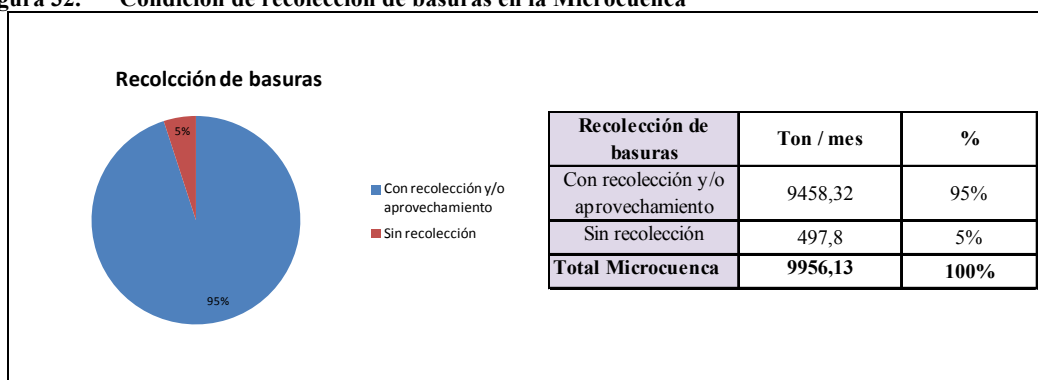 gura 32. Condición de recolección de basuras en la Microcuenca
Recolcción de basuras
5%
95%
Con recolección y/o
aprovechamiento
Sin recolección
Recolección de
basuras
Ton / mes
%
Con recolección y/o
aprovechamiento
9458,32
95%
Sin recolección
497,8
5%
Total Microcuenca
9956,13
100%